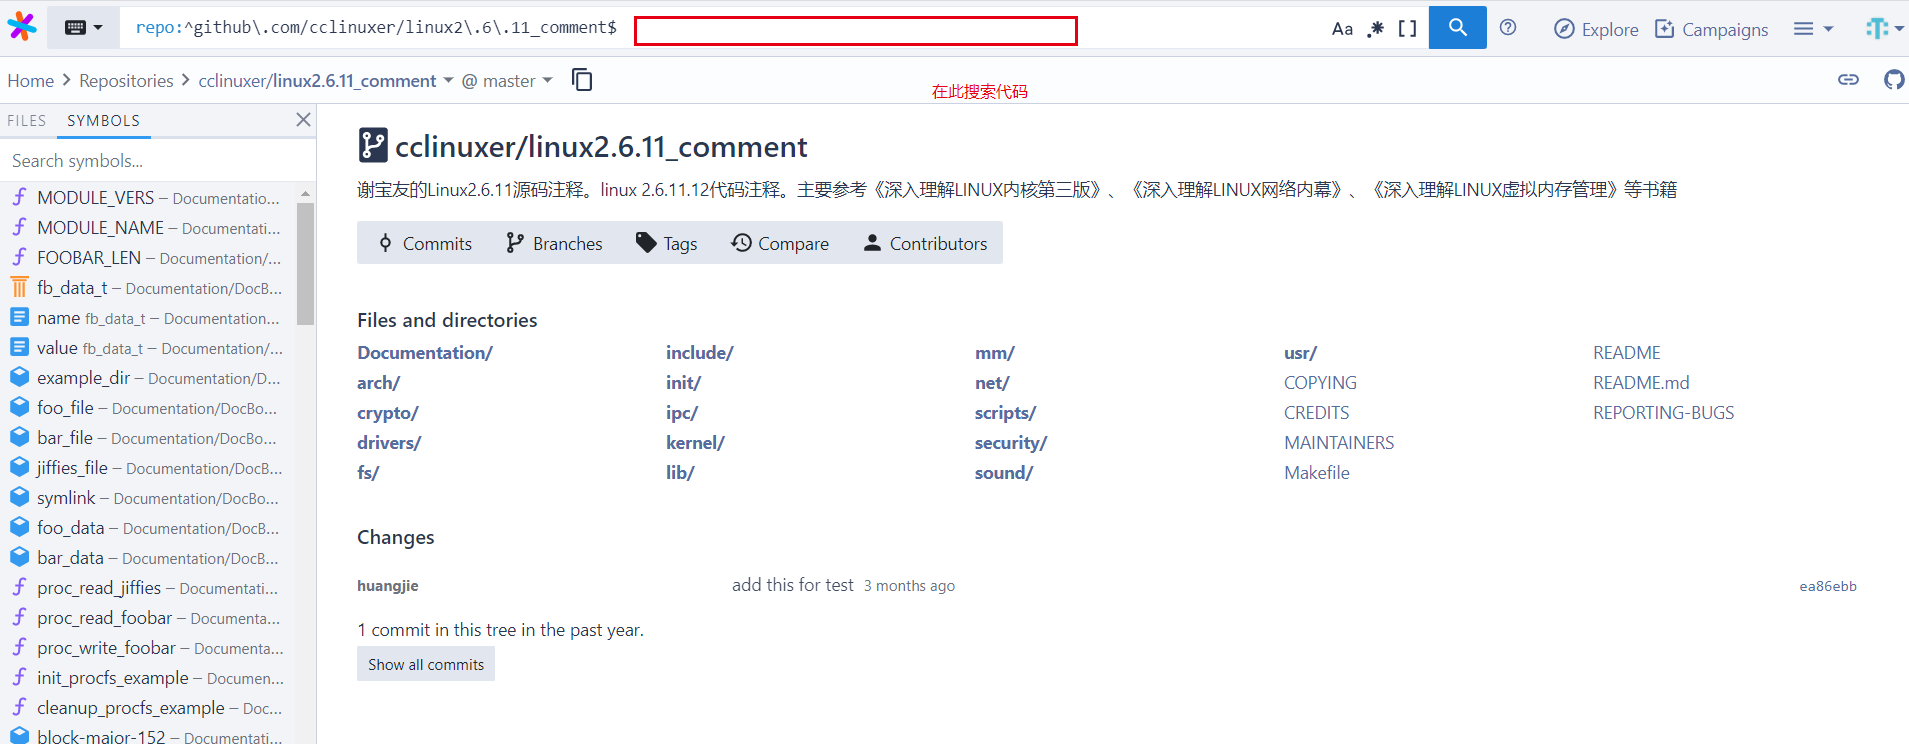 repo:^github\.com/cclinuxer/linux2\.6\.11_comment$
Aa .* [ ]
Explore
Campaigns
Home > Repositories > cclinuxer/linux2.6.11_comment @ master
在此搜索代码
FILES SYMBOLS
Search symbols...
MODULE_VERS – Documentatio...
MODULE_NAME – Documentati...
FOOBAR_LEN – Documentation/...
fb_data_t – Documentation/DocB...
name fb_data_t – Documentation...
value fb_data_t – Documentation/...
example_dir – Documentation/D...
foo_file – Documentation/DocBo...
bar_file – Documentation/DocBo...
jiffies_file – Documentation/DocB...
symlink – Documentation/DocBo...
foo_data – Documentation/DocB...
bar_data – Documentation/DocB...
proc_read_jiffies – Documentati...
proc_read_foobar – Documenta...
proc_write_foobar – Documenta...
init_procfs_example – Documen...
cleanup_procfs_example – Doc...
block-major-152 – Documentati...
cclinuxer/linux2.6.11_comment
谢宝友的Linux2.6.11源码注释。linux 2.6.11.12代码注释。主要参考《深入理解LINUX内核第三版》、《深入理解LINUX网络内幕》、《深入理解LINUX虚拟内存管理》等书籍
Commits Branches Tags Compare Contributors
Files and directories
Documentation/ include/ mm/ usr/ README
arch/ init/ net/ COPYING README.md
crypto/ ipc/ scripts/ CREDITS REPORTING-BUGS
drivers/ kernel/ security/ MAINTAINERS
fs/ lib/ sound/ Makefile
Changes
huangjie add this for test 3 months ago ea86ebb
1 commit in this tree in the past year.
Show all commits